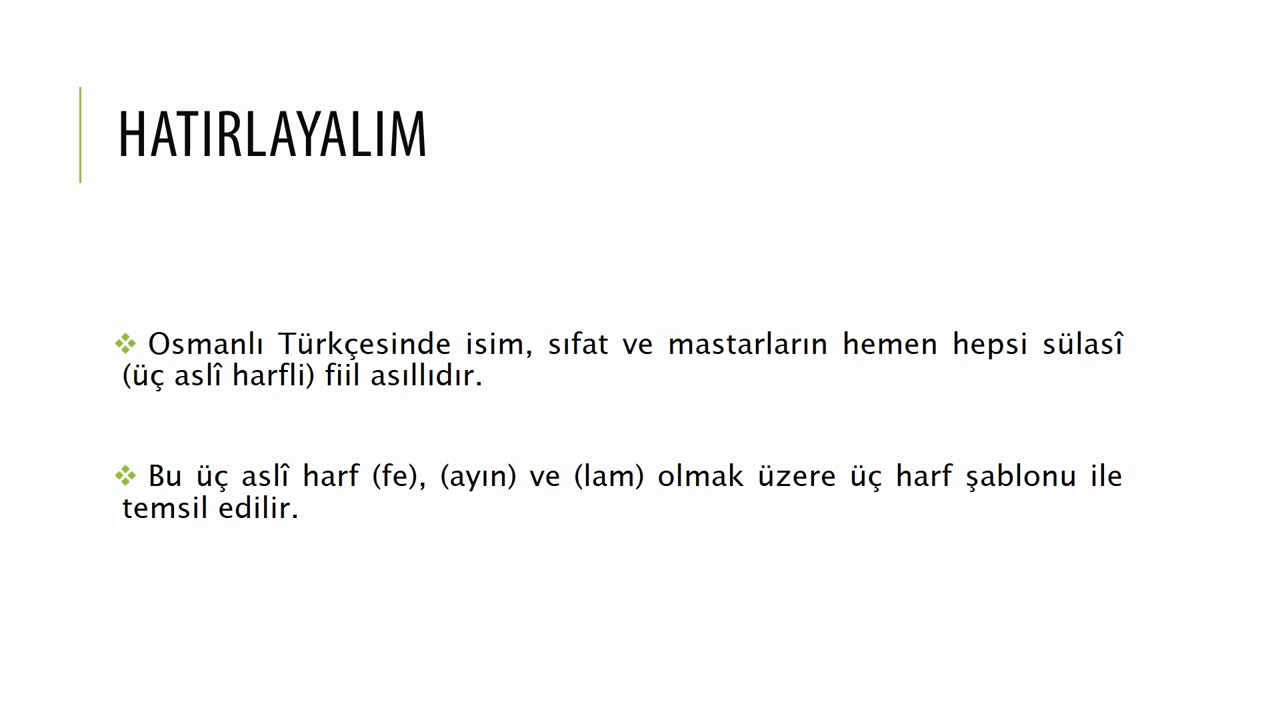 HATIRLAYALIM
❖ Osmanlı Türkçesinde isim, sıfat ve mastarların hemen hepsi sülasî
(üç aslî harfli) fiil asıllıdır.
❖ Bu üç aslî harf (fe), (ayın) ve (lam) olmak üzere üç harf şablonu ile
temsil edilir.